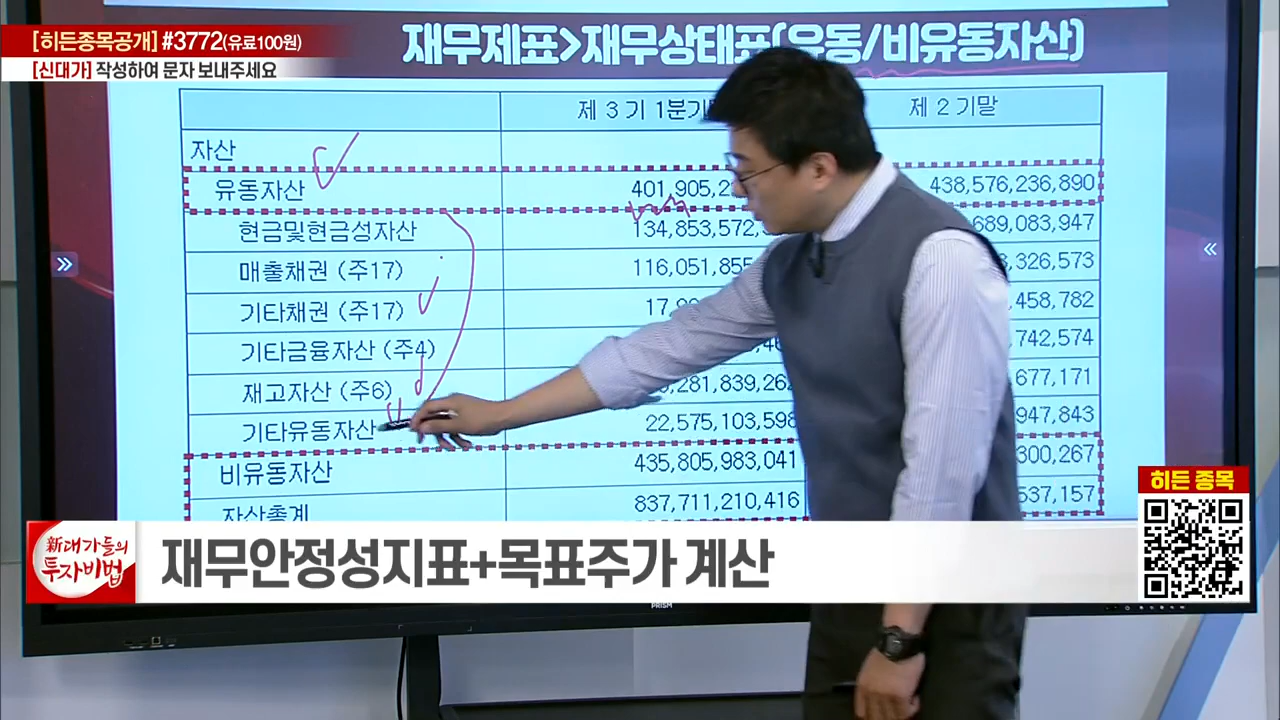 [히든종목공개] #3772(유료100원)
[신대가] 작성하여 문자 보내주세요
재무제표>재무상태표(유동/비유동자산)
제 3 기 1분기 제 2 기말
자산
유동자산 401,905,2 438,576,236,890
현금및현금성자산 134,853,572, 689,083,947
매출채권 (주17) 116,051,855 326,573
기타채권 (주17) 17, 458,782
기타금융자산 (주4) 742,574
재고자산 (주6) 281,839,262 677,171
기타유동자산 22,575,103,598 947,843
비유동자산 435,805,983,041 300,267
자산총계 837,711,210,416 537,157
히든 종목
新대가들의
투자비법
재무안정성지표+목표주가 계산
PRISM